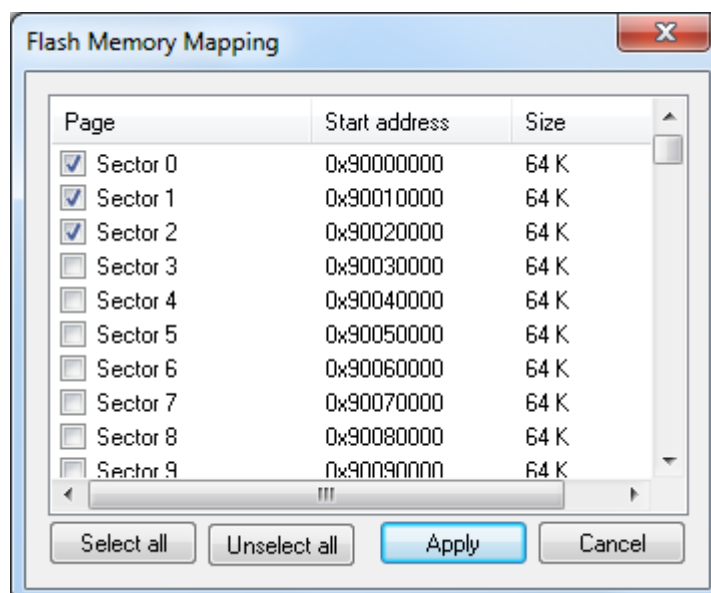 Flash Memory Mapping
Page Start address Size
Sector 0 0x90000000 64 K
Sector 1 0x90010000 64 K
Sector 2 0x90020000 64 K
Sector 3 0x90030000 64 K
Sector 4 0x90040000 64 K
Sector 5 0x90050000 64 K
Sector 6 0x90060000 64 K
Sector 7 0x90070000 64 K
Sector 8 0x90080000 64 K
Sector 9 0x90090000 64 K
Select all Unselect all Apply Cancel